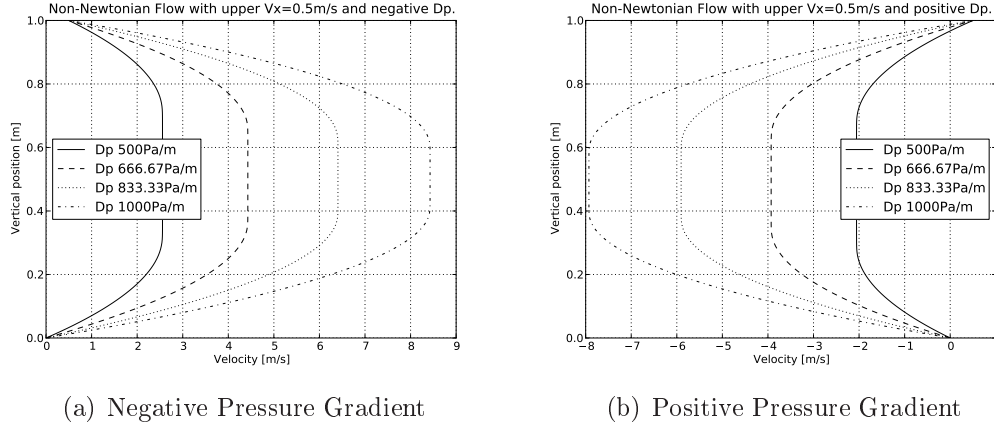 Non-Newtonian Flow with upper Vx=0.5m/s and negative Dp.
1.0
0.8
0.6
0.4
0.2
0.0
Vertical position [m]
Dp 500Pa/m
Dp 666.67Pa/m
Dp 833.33Pa/m
Dp 1000Pa/m
0 1 2 3 4 5 6 7 8 9
Velocity [m/s]
(a) Negative Pressure Gradient
Non-Newtonian Flow with upper Vx=0.5m/s and positive Dp.
1.0
0.8
0.6
0.4
0.2
0.0
Vertical position [m]
Dp 500Pa/m
Dp 666.67Pa/m
Dp 833.33Pa/m
Dp 1000Pa/m
−8 −7 −6 −5 −4 −3 −2 −1 0 1
Velocity [m/s]
(b) Positive Pressure Gradient